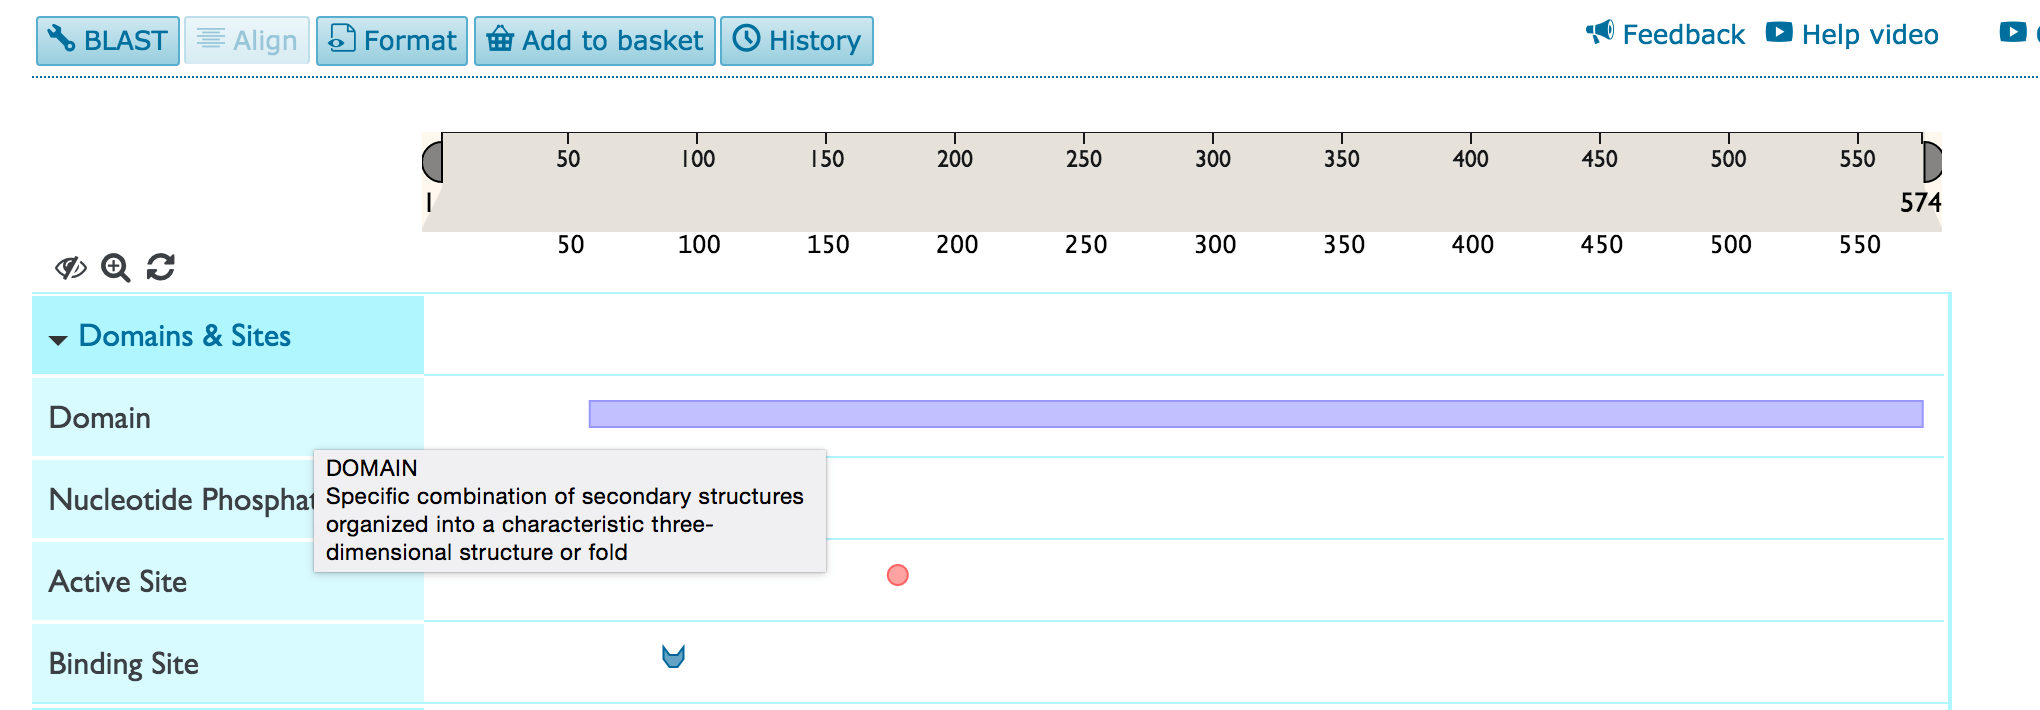 BLAST Align Format Add to basket History Feedback Help video
50 100 150 200 250 300 350 400 450 500 550
1 574
50 100 150 200 250 300 350 400 450 500 550
Domains & Sites
Domain
DOMAIN
Specific combination of secondary structures
organized into a characteristic three-
dimensional structure or fold
Nucleotide Phosphat
Active Site
Binding Site